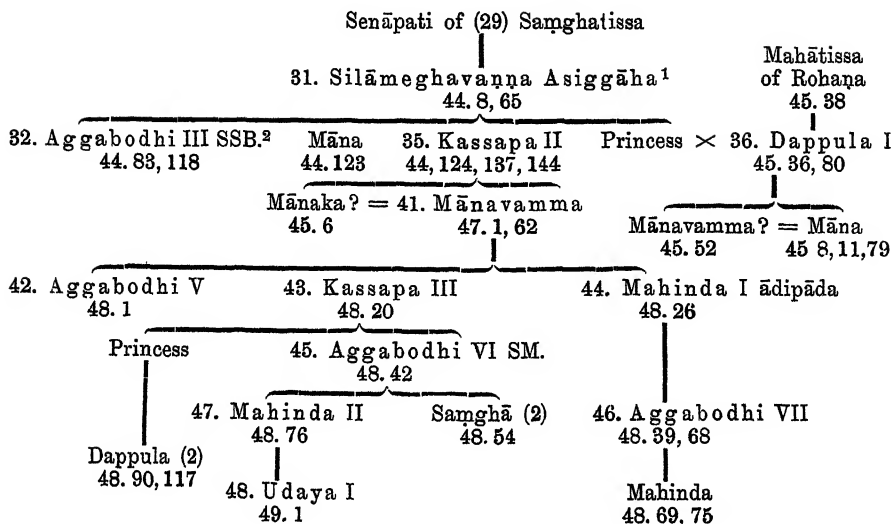 Senāpati of (29) Saṃghatissa
Mahātissa
of Rohaṇa
45. 38
31. Silāmeghavaṇṇa Asiggāha¹
44. 8, 65
32. Aggabodhi III SSB.² Māna 35. Kassapa II Princess × 36. Dappula I
44. 83, 118 44. 123 44, 124, 137, 144 45. 36, 80
Mānaka? = 41. Mānavamma Mānavamma? = Māna
45. 6 47. 1, 62 45. 52 45 8, 11, 79
42. Aggabodhi V 43. Kassapa III 44. Mahinda I ādipāda
48. 1 48. 20 48. 26
Princess 45. Aggabodhi VI SM.
48. 42
47. Mahinda II Saṃghā (2) 46. Aggabodhi VII
48. 76 48. 54 48. 39, 68
Dappula (2)
48. 90, 117
48. Udaya I Mahinda
49. 1 48. 69. 75